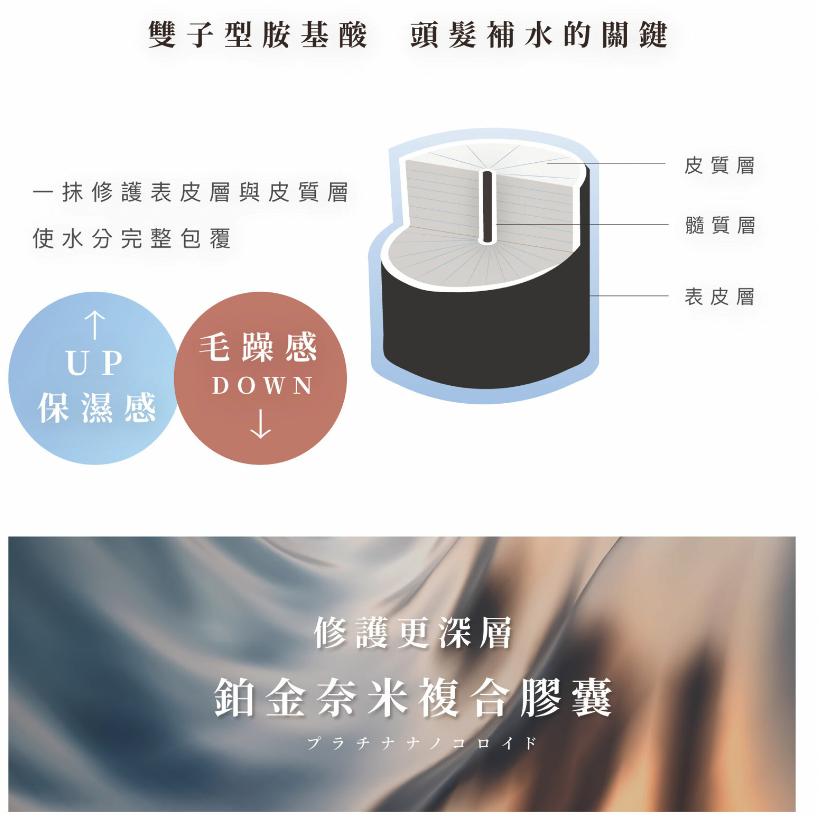 雙子型胺基酸　頭髮補水的關鍵
一抹修護表皮層與皮質層
使水分完整包覆
皮質層
髓質層
表皮層
↑
UP
保濕感
毛躁感
DOWN
↓
修護更深層
鉑金奈米複合膠囊
プラチナナノコロイド